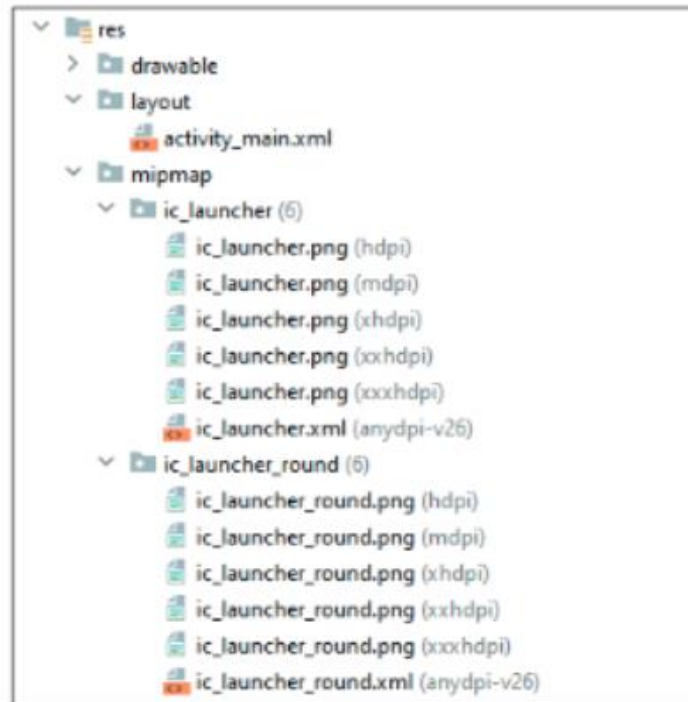 res
drawable
layout
activity_main.xml
mipmap
ic_launcher (6)
ic_launcher.png (hdpi)
ic_launcher.png (mdpi)
ic_launcher.png (xhdpi)
ic_launcher.png (xxhdpi)
ic_launcher.png (xxxhdpi)
ic_launcher.xml (anydpi-v26)
ic_launcher_round (6)
ic_launcher_round.png (hdpi)
ic_launcher_round.png (mdpi)
ic_launcher_round.png (xhdpi)
ic_launcher_round.png (xxhdpi)
ic_launcher_round.png (xxxhdpi)
ic_launcher_round.xml (anydpi-v26)